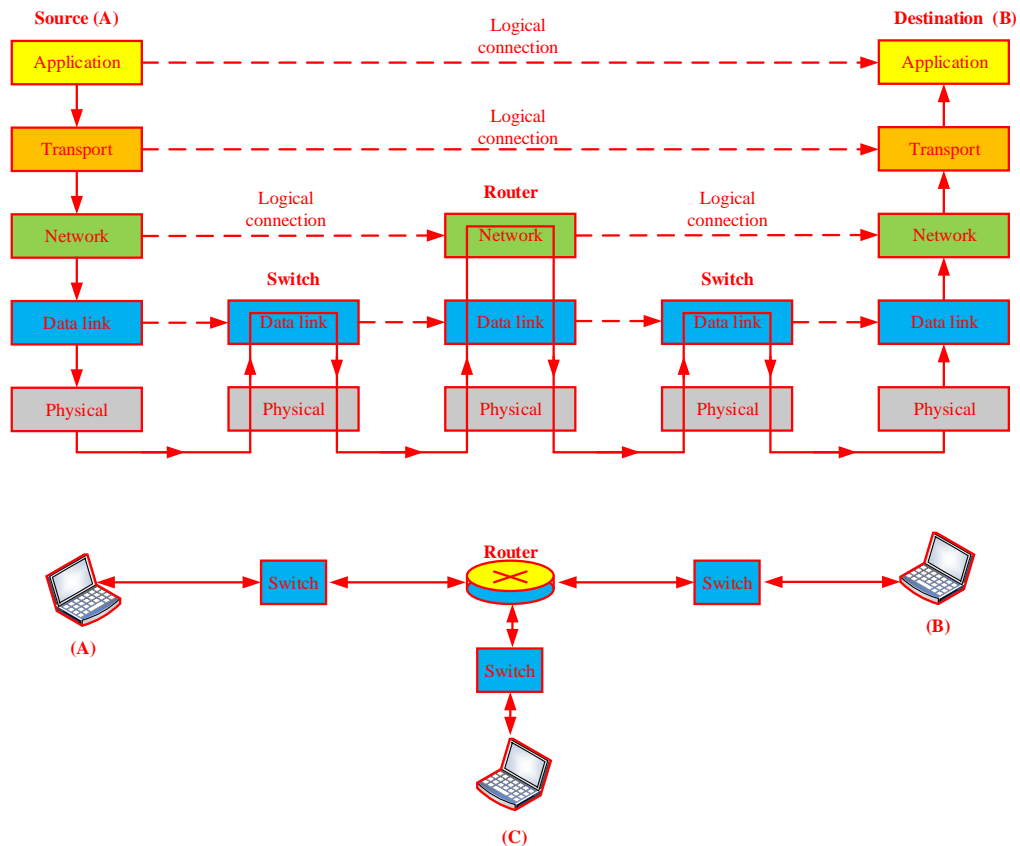 Source (A)
Destination (B)
Logical
connection
Application
Application
Logical
connection
Transport
Transport
Router
Logical
connection
Logical
connection
Network
Network
Network
Switch
Switch
Data link
Data link
Data link
Data link
Data link
Physical
Physical
Physical
Physical
Physical
Router
Switch
Switch
(A)
(B)
Switch
(C)